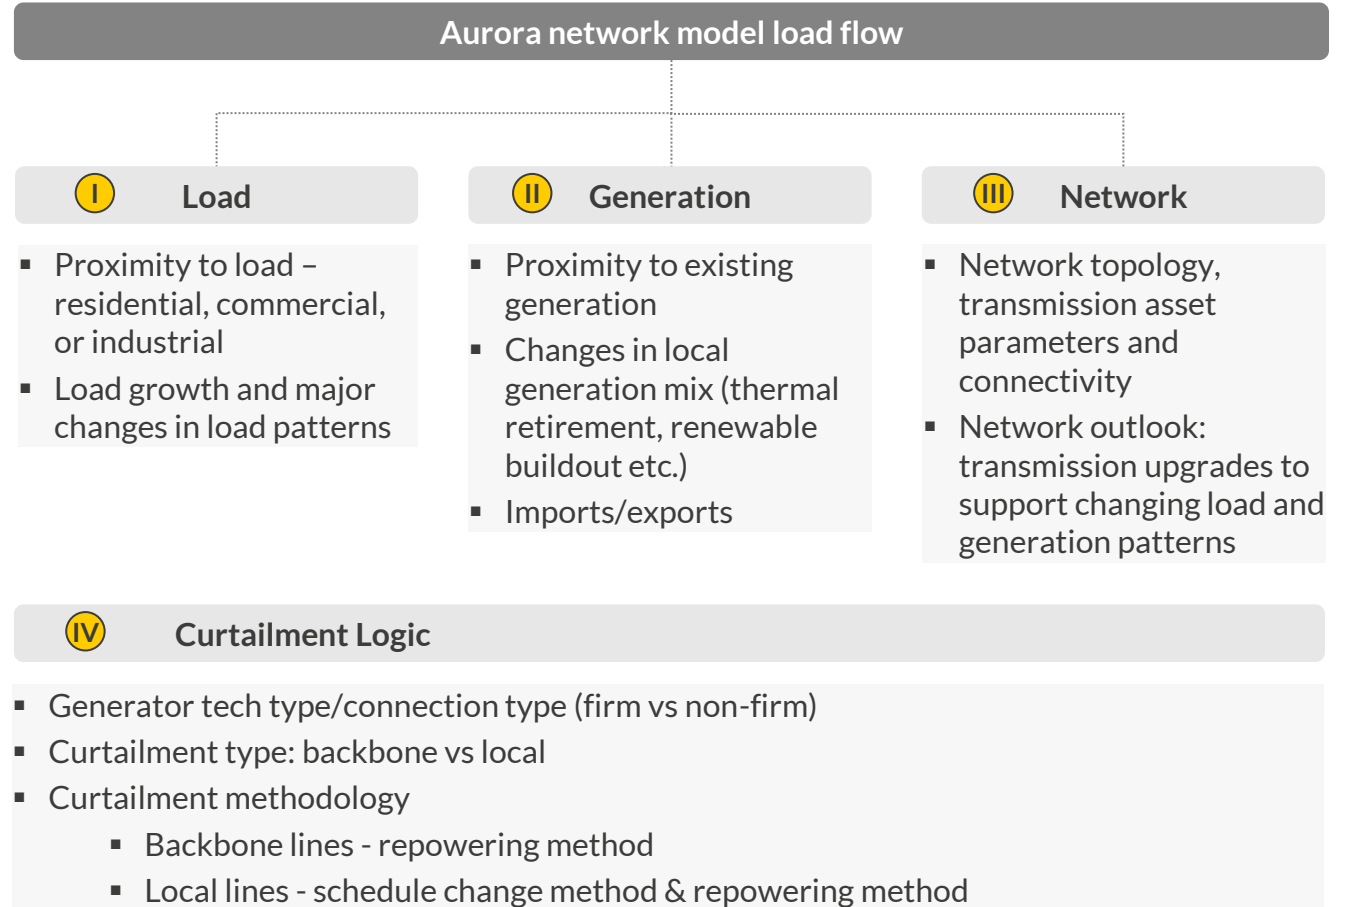 Aurora network model load flow
I Load
▪ Proximity to load –
residential, commercial,
or industrial
▪ Load growth and major
changes in load patterns
II Generation
▪ Proximity to existing
generation
▪ Changes in local
generation mix (thermal
retirement, renewable
buildout etc.)
▪ Imports/exports
III Network
▪ Network topology,
transmission asset
parameters and
connectivity
▪ Network outlook:
transmission upgrades to
support changing load and
generation patterns
IV Curtailment Logic
▪ Generator tech type/connection type (firm vs non-firm)
▪ Curtailment type: backbone vs local
▪ Curtailment methodology
▪ Backbone lines - repowering method
▪ Local lines - schedule change method & repowering method